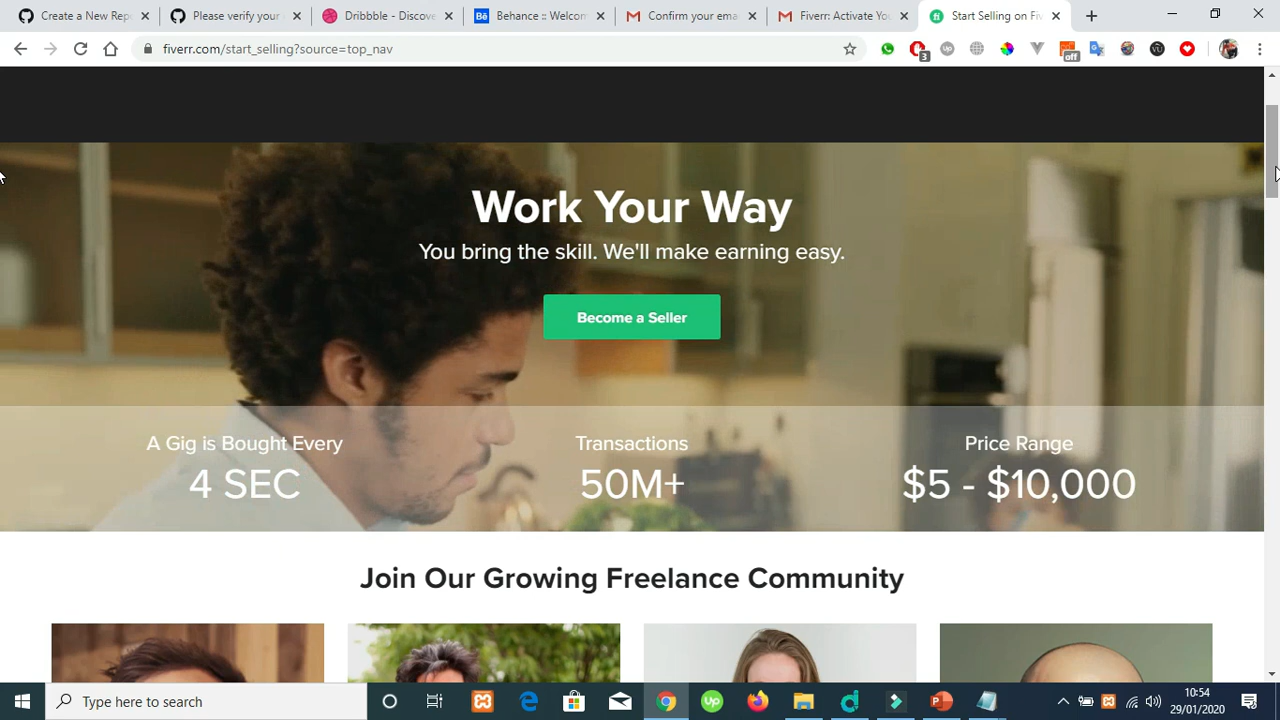 Create a New Rep
Please verify your
Dribbble - Discove
Behance :: Welcom
Confirm your ema
Fiverr: Activate You
Start Selling on Fiv
fiverr.com/start_selling?source=top_nav
3
off
Work Your Way
You bring the skill. We'll make earning easy.
Become a Seller
A Gig is Bought Every
4 SEC
Transactions
50M+
Price Range
$5 - $10,000
Join Our Growing Freelance Community
Type here to search
10:54
29/01/2020